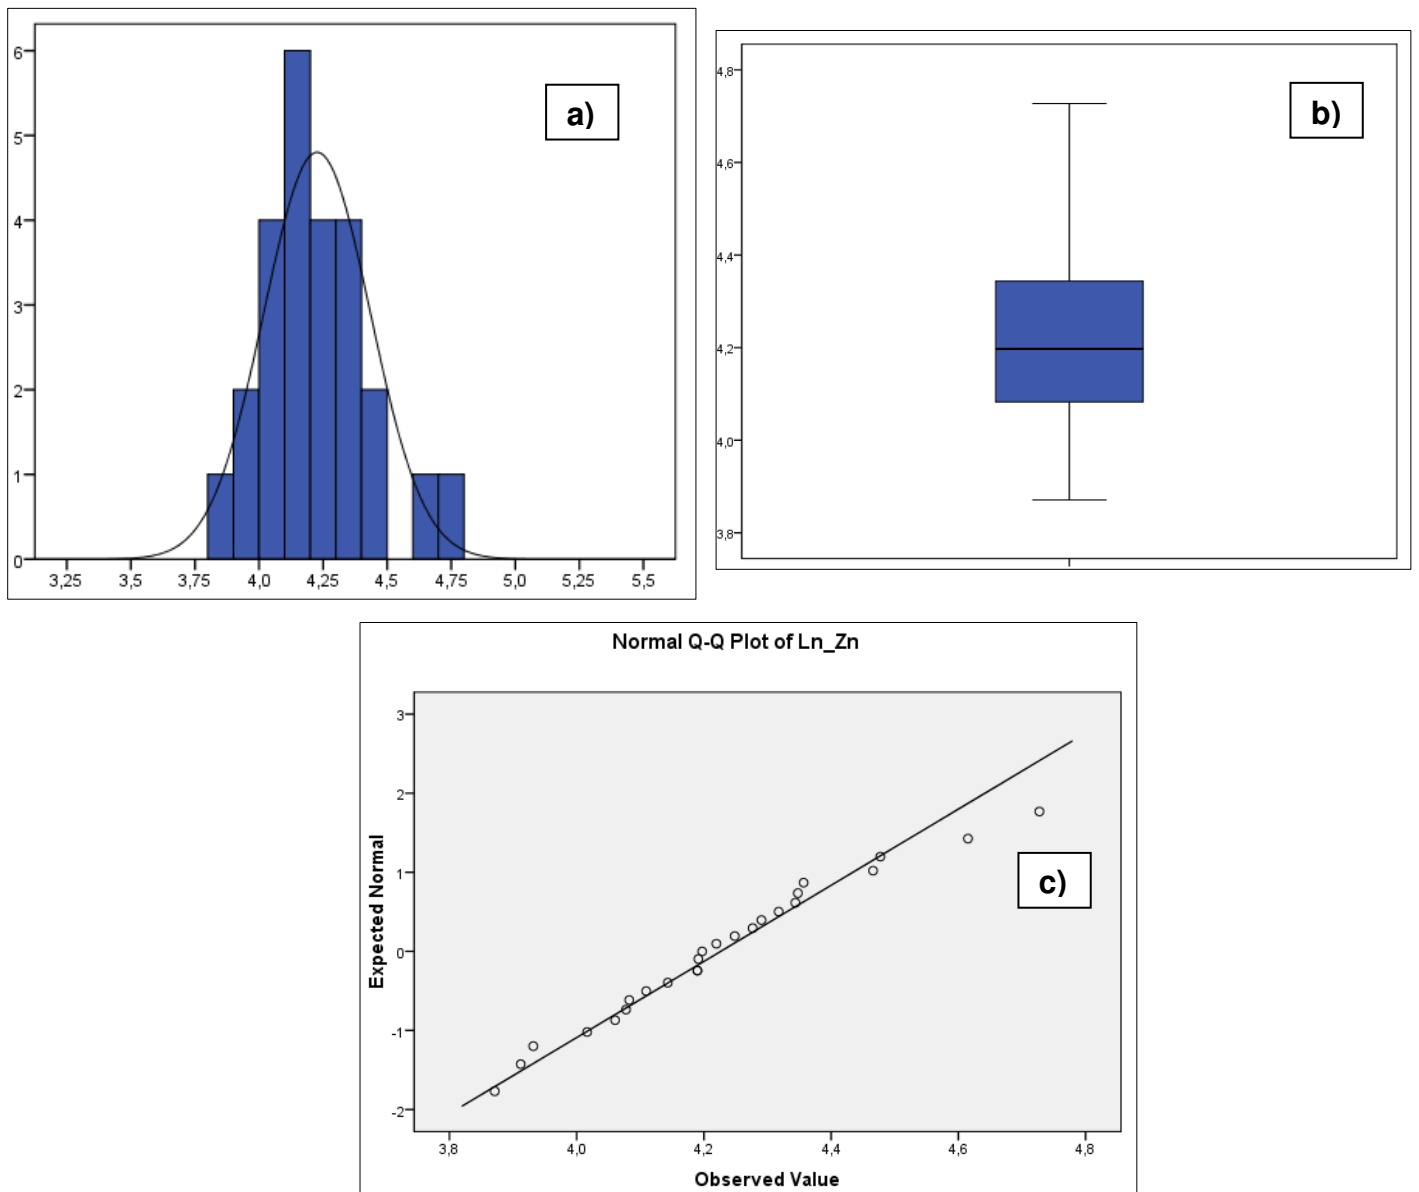 a)
6
5
4
3
2
1
0
3,25 3,5 3,75 4,0 4,25 4,5 4,75 5,0 5,25 5,5
b)
4,8
4,6
4,4
4,2
4,0
3,8
Normal Q-Q Plot of Ln_Zn
Expected Normal
3
2
1
0
-1
-2
c)
3,8 4,0 4,2 4,4 4,6 4,8
Observed Value